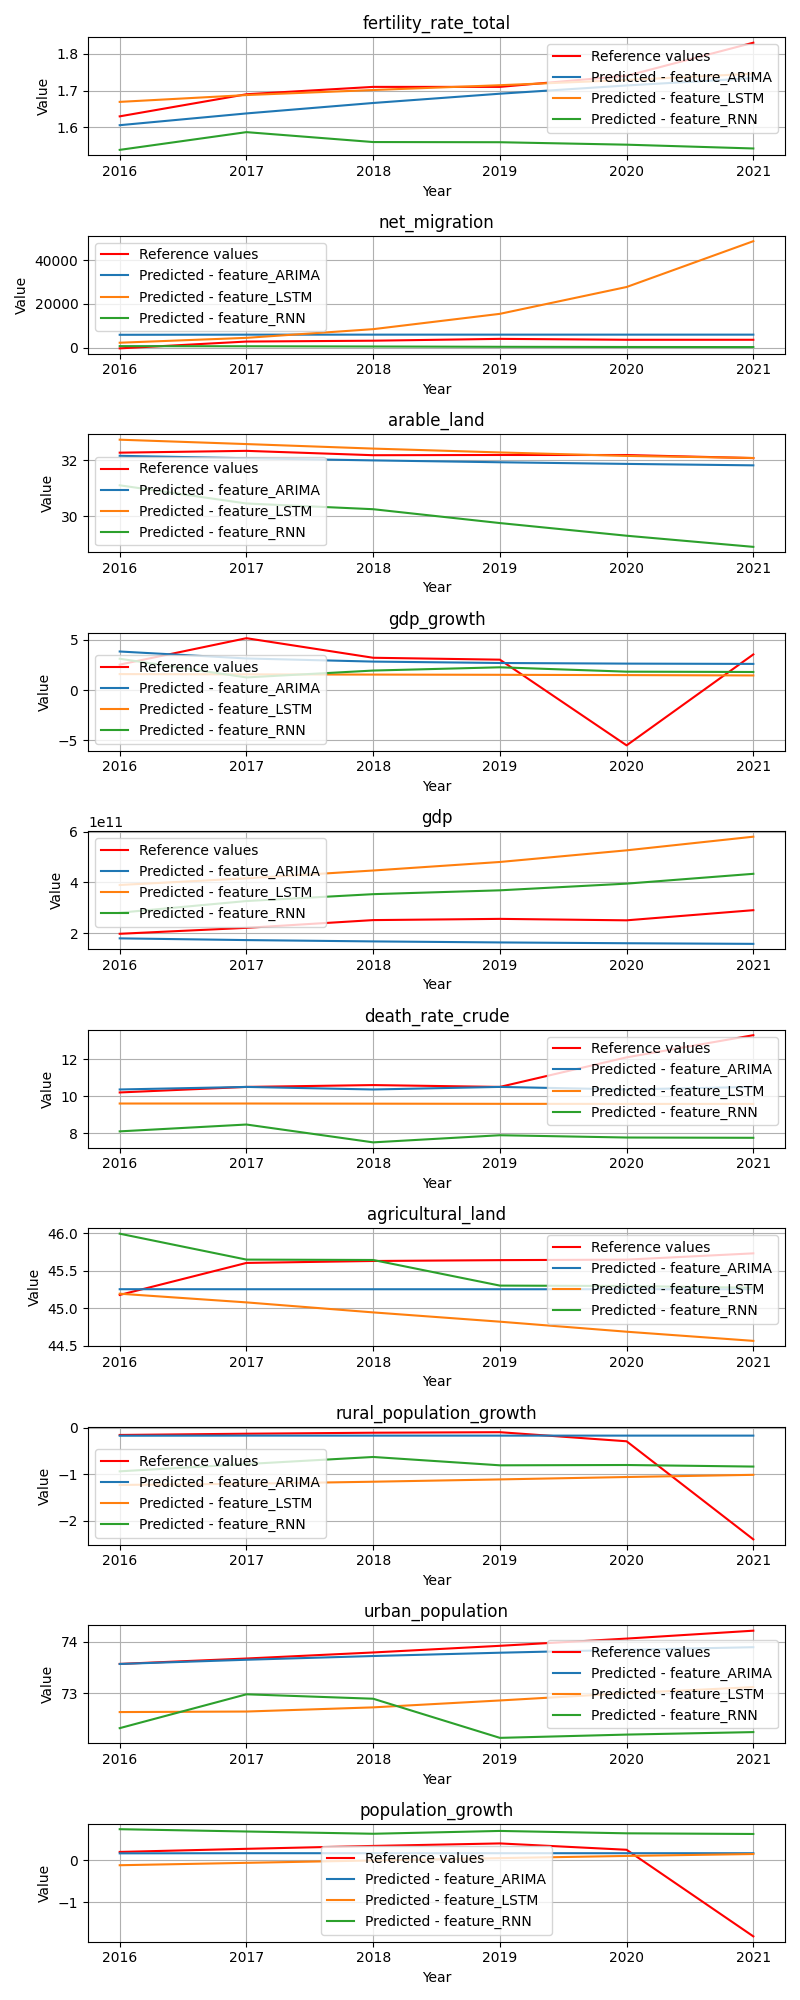 fertility_rate_total
1.8
1.7
1.6
Value
Reference values
Predicted - feature_ARIMA
Predicted - feature_LSTM
Predicted - feature_RNN
2016 2017 2018 2019 2020 2021
Year
net_migration
40000
20000
0
Value
Reference values
Predicted - feature_ARIMA
Predicted - feature_LSTM
Predicted - feature_RNN
2016 2017 2018 2019 2020 2021
Year
arable_land
32
30
Value
Reference values
Predicted - feature_ARIMA
Predicted - feature_LSTM
Predicted - feature_RNN
2016 2017 2018 2019 2020 2021
Year
gdp_growth
5
0
−5
Value
Reference values
Predicted - feature_ARIMA
Predicted - feature_LSTM
Predicted - feature_RNN
2016 2017 2018 2019 2020 2021
Year
gdp
1e11
6
4
2
Value
Reference values
Predicted - feature_ARIMA
Predicted - feature_LSTM
Predicted - feature_RNN
2016 2017 2018 2019 2020 2021
Year
death_rate_crude
12
10
8
Value
Reference values
Predicted - feature_ARIMA
Predicted - feature_LSTM
Predicted - feature_RNN
2016 2017 2018 2019 2020 2021
Year
agricultural_land
46.0
45.5
45.0
44.5
Value
Reference values
Predicted - feature_ARIMA
Predicted - feature_LSTM
Predicted - feature_RNN
2016 2017 2018 2019 2020 2021
Year
rural_population_growth
0
−1
−2
Value
Reference values
Predicted - feature_ARIMA
Predicted - feature_LSTM
Predicted - feature_RNN
2016 2017 2018 2019 2020 2021
Year
urban_population
74
73
Value
Reference values
Predicted - feature_ARIMA
Predicted - feature_LSTM
Predicted - feature_RNN
2016 2017 2018 2019 2020 2021
Year
population_growth
0
−1
Value
Reference values
Predicted - feature_ARIMA
Predicted - feature_LSTM
Predicted - feature_RNN
2016 2017 2018 2019 2020 2021
Year